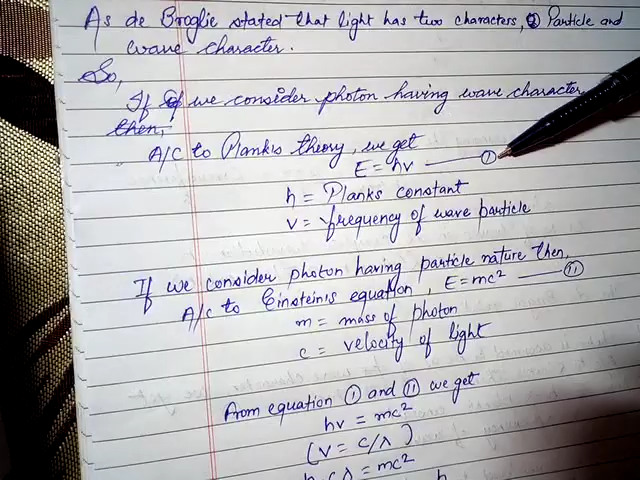 As de Broglie stated that light has two characters, Particle and
wave character.
So,
If we consider photon having wave character
then,
A/C to Plankis theory, we get
E = hν —— (I)
h = Planks constant
ν = frequency of wave particle
If we consider photon having particle nature then,
A/C to Einstein's equation, E = mc² —— (II)
m = mass of photon
c = velocity of light
From equation (I) and (II) we get
hν = mc²
(ν = c/λ)
h c/λ = mc²